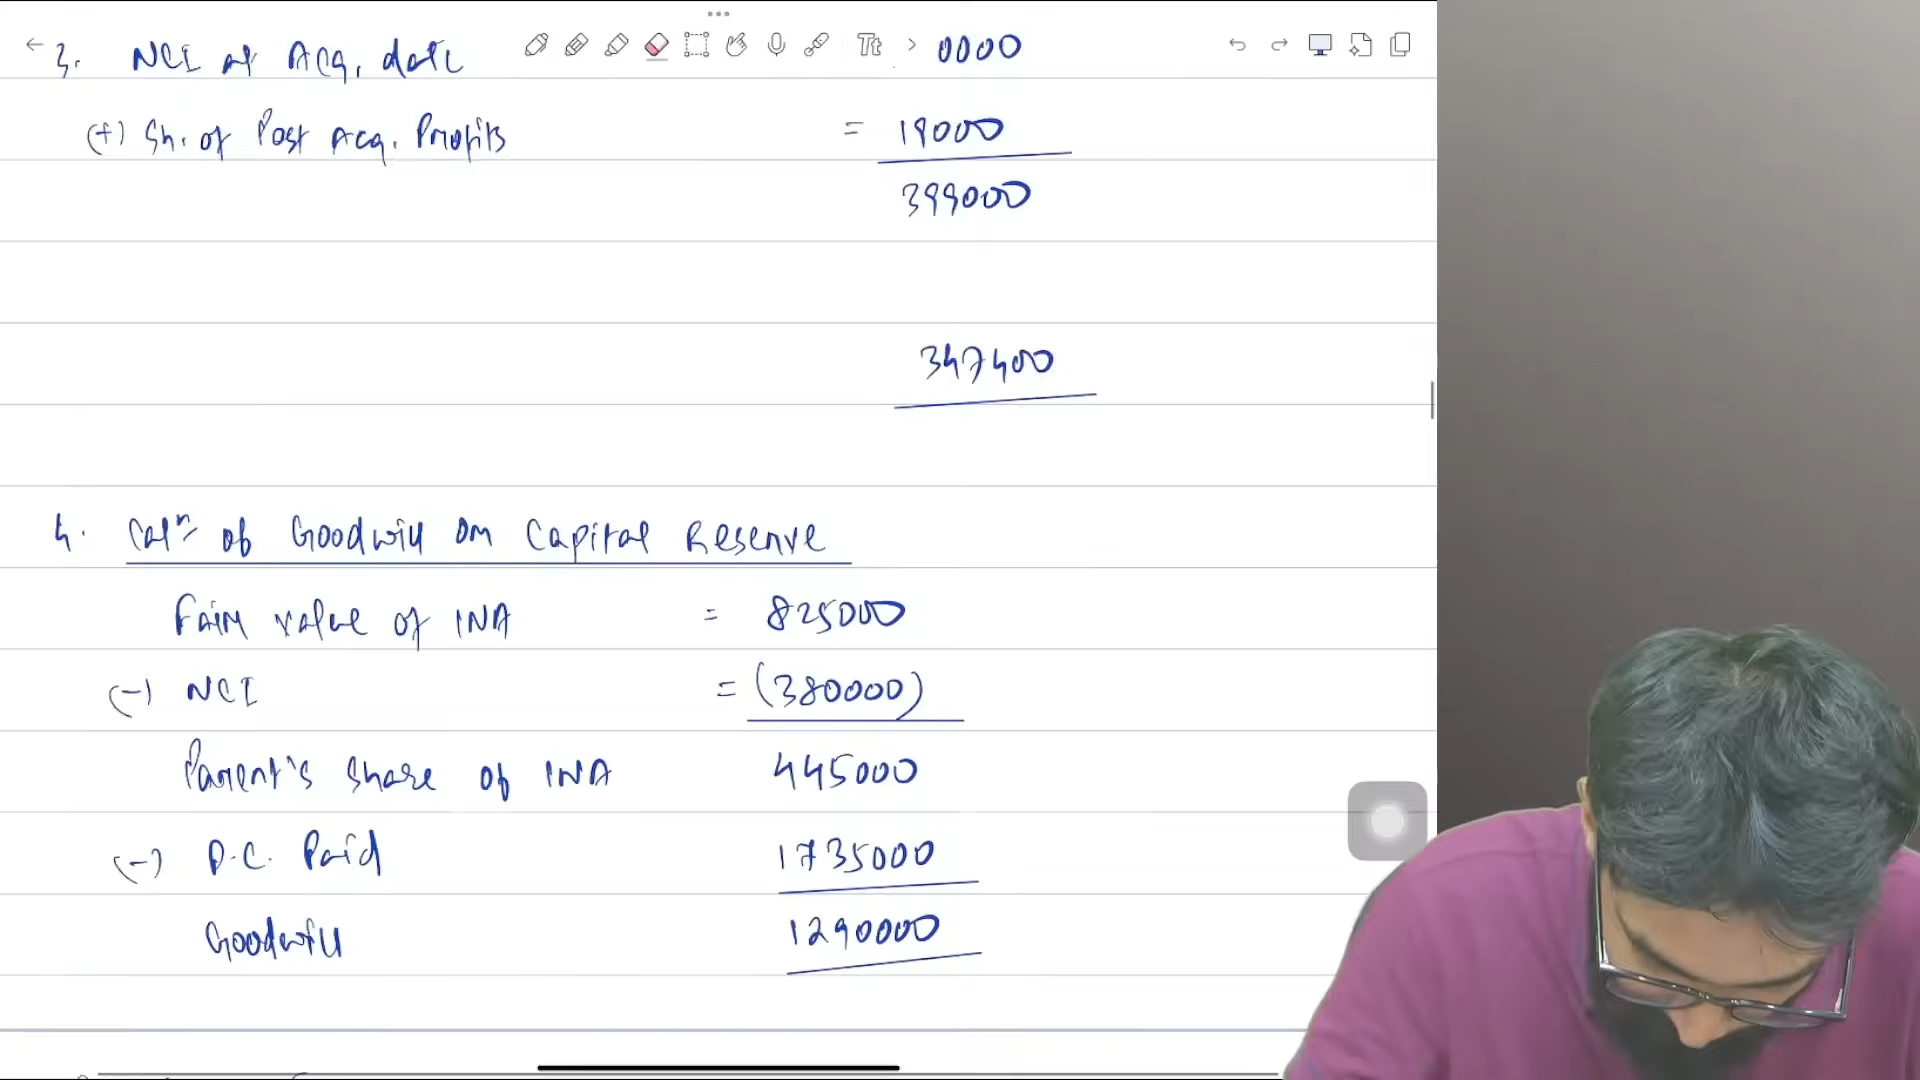 3. NCI at Acq. date 0000
(+) Sh. of Post Acq. Profits = 19000
399000
347400
4. Calⁿ of Goodwill or Capital Reserve
Fair value of INA = 825000
(-) NCI = (380000)
Parent's share of INA 445000
(-) P.C. Paid 1735000
Goodwill 1290000